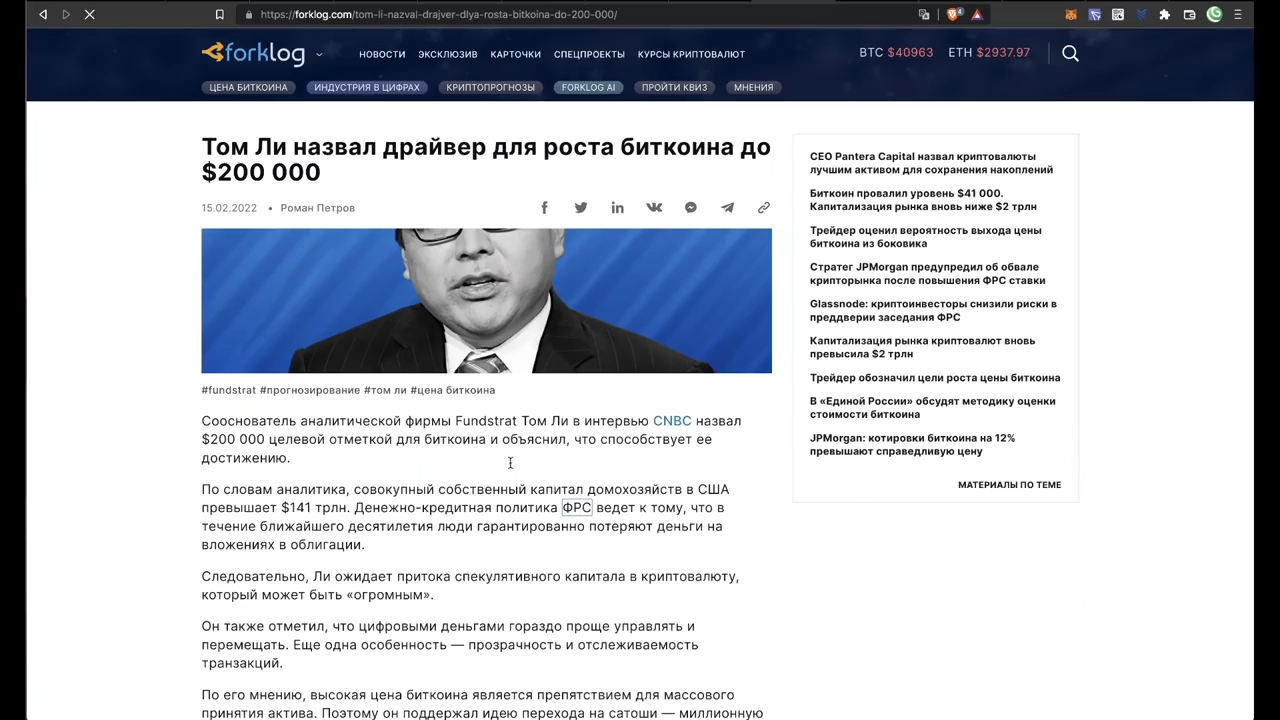 https://forklog.com/tom-li-nazval-drajver-dlya-rosta-bitkoina-do-200-000/
4
forklog НОВОСТИ ЭКСКЛЮЗИВ КАРТОЧКИ СПЕЦПРОЕКТЫ КУРСЫ КРИПТОВАЛЮТ BTC $40963 ETH $2937.97
ЦЕНА БИТКОИНА ИНДУСТРИЯ В ЦИФРАХ КРИПТОПРОГНОЗЫ FORKLOG AI ПРОЙТИ КВИЗ МНЕНИЯ
Том Ли назвал драйвер для роста биткоина до
$200 000
15.02.2022 • Роман Петров
#fundstrat #прогнозирование #том ли #цена биткоина
Сооснователь аналитической фирмы Fundstrat Том Ли в интервью CNBC назвал
$200 000 целевой отметкой для биткоина и объяснил, что способствует ее
достижению.
По словам аналитика, совокупный собственный капитал домохозяйств в США
превышает $141 трлн. Денежно-кредитная политика ФРС ведет к тому, что в
течение ближайшего десятилетия люди гарантированно потеряют деньги на
вложениях в облигации.
Следовательно, Ли ожидает притока спекулятивного капитала в криптовалюту,
который может быть «огромным».
Он также отметил, что цифровыми деньгами гораздо проще управлять и
перемещать. Еще одна особенность — прозрачность и отслеживаемость
транзакций.
По его мнению, высокая цена биткоина является препятствием для массового
принятия актива. Поэтому он поддержал идею перехода на сатоши — миллионную
CEO Pantera Capital назвал криптовалюты
лучшим активом для сохранения накоплений
Биткоин провалил уровень $41 000.
Капитализация рынка вновь ниже $2 трлн
Трейдер оценил вероятность выхода цены
биткоина из боковика
Стратег JPMorgan предупредил об обвале
крипторынка после повышения ФРС ставки
Glassnode: криптоинвесторы снизили риски в
преддверии заседания ФРС
Капитализация рынка криптовалют вновь
превысила $2 трлн
Трейдер обозначил цели роста цены биткоина
В «Единой России» обсудят методику оценки
стоимости биткоина
JPMorgan: котировки биткоина на 12%
превышают справедливую цену
МАТЕРИАЛЫ ПО ТЕМЕ